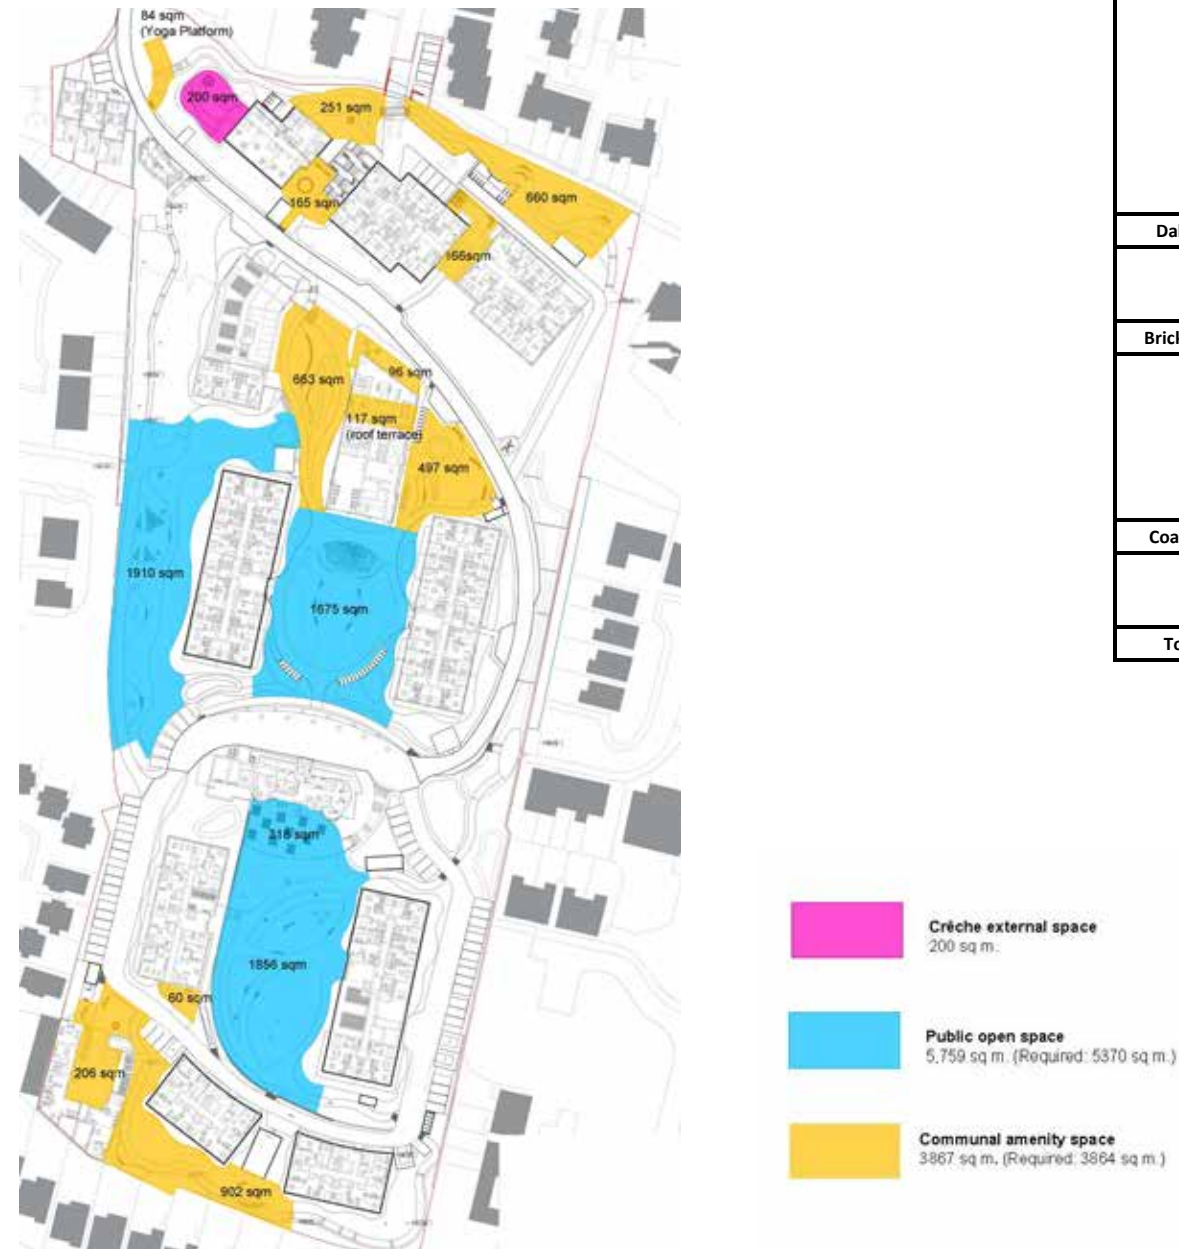 84 sqm
(Yoga Platform)
200 sqm
251 sqm
660 sqm
165 sqm
166sqm
663 sqm
96 sqm
117 sqm
(roof terrace)
497 sqm
1910 sqm
1675 sqm
318 sqm
1856 sqm
60 sqm
206 sqm
902 sqm
Da
Brick
Coa
To
Crèche external space
200 sq m.
Public open space
5,759 sq m. (Required: 5370 sq m.)
Communal amenity space
3867 sq m. (Required: 3864 sq m.)